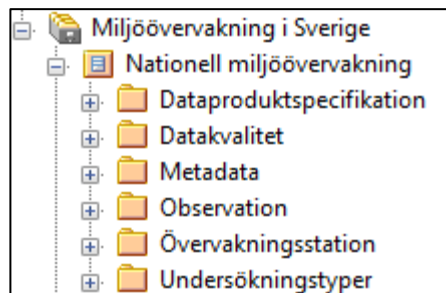 Miljöövervakning i Sverige
Nationell miljöövervakning
Dataproduktspecifikation
Datakvalitet
Metadata
Observation
Övervakningsstation
Undersökningstyper